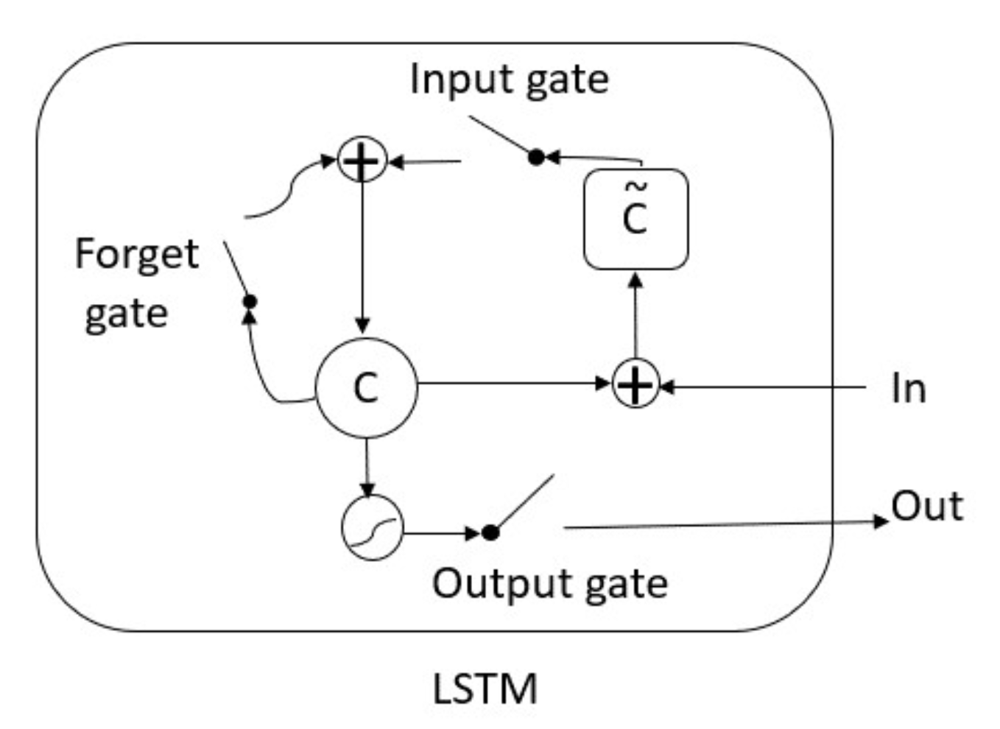 Input gate
+
C̃
Forget
gate
C
+
In
Out
Output gate
LSTM